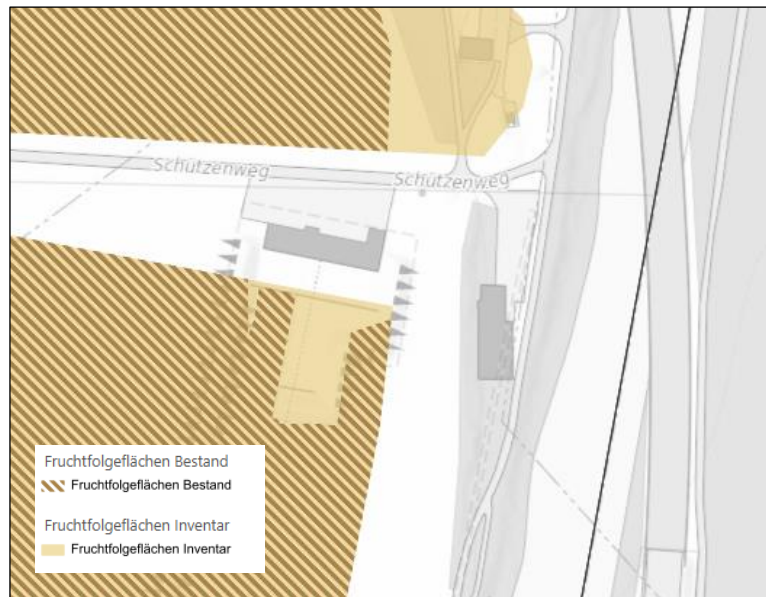 Schützenweg
Schützenweg
Fruchtfolgeflächen Bestand
Fruchtfolgeflächen Bestand
Fruchtfolgeflächen Inventar
Fruchtfolgeflächen Inventar